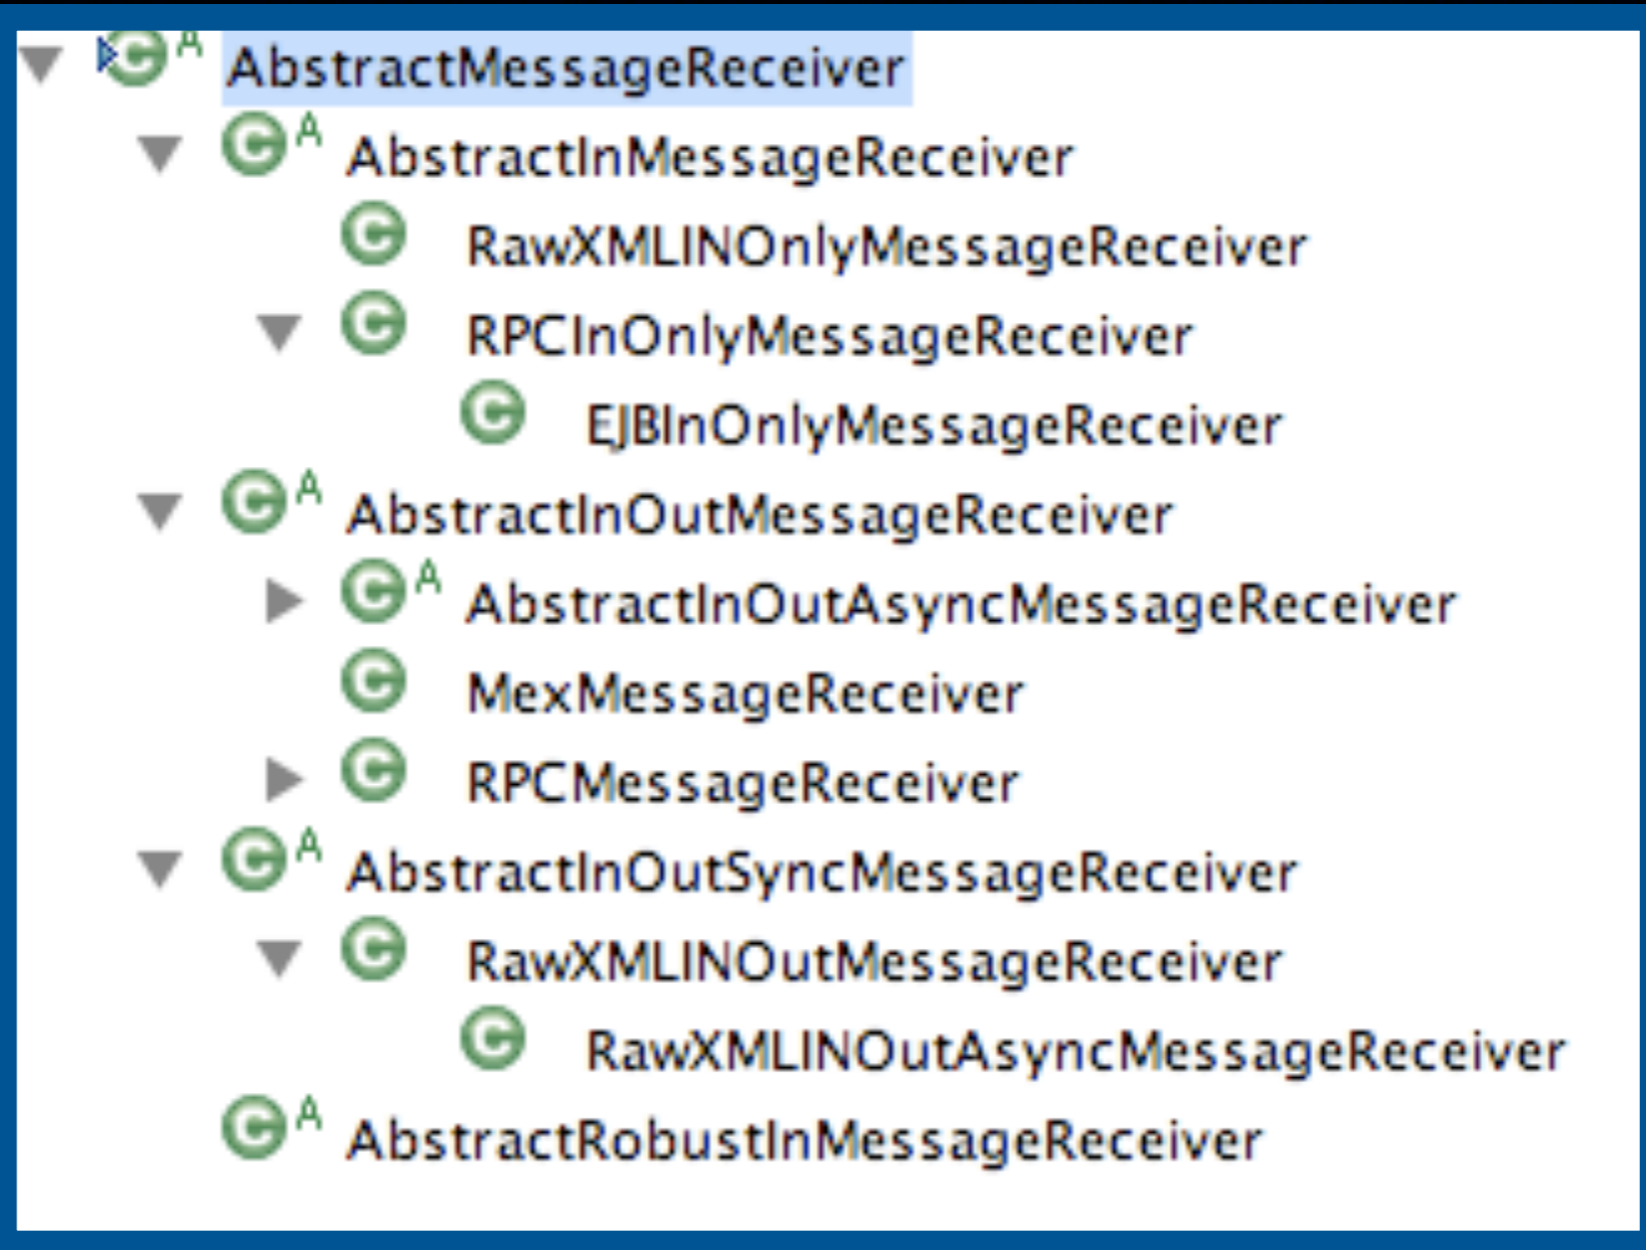 AbstractMessageReceiver
AbstractInMessageReceiver
RawXMLINOnlyMessageReceiver
RPCInOnlyMessageReceiver
EJBInOnlyMessageReceiver
AbstractInOutMessageReceiver
AbstractInOutAsyncMessageReceiver
MexMessageReceiver
RPCMessageReceiver
AbstractInOutSyncMessageReceiver
RawXMLINOutMessageReceiver
RawXMLINOutAsyncMessageReceiver
AbstractRobustInMessageReceiver